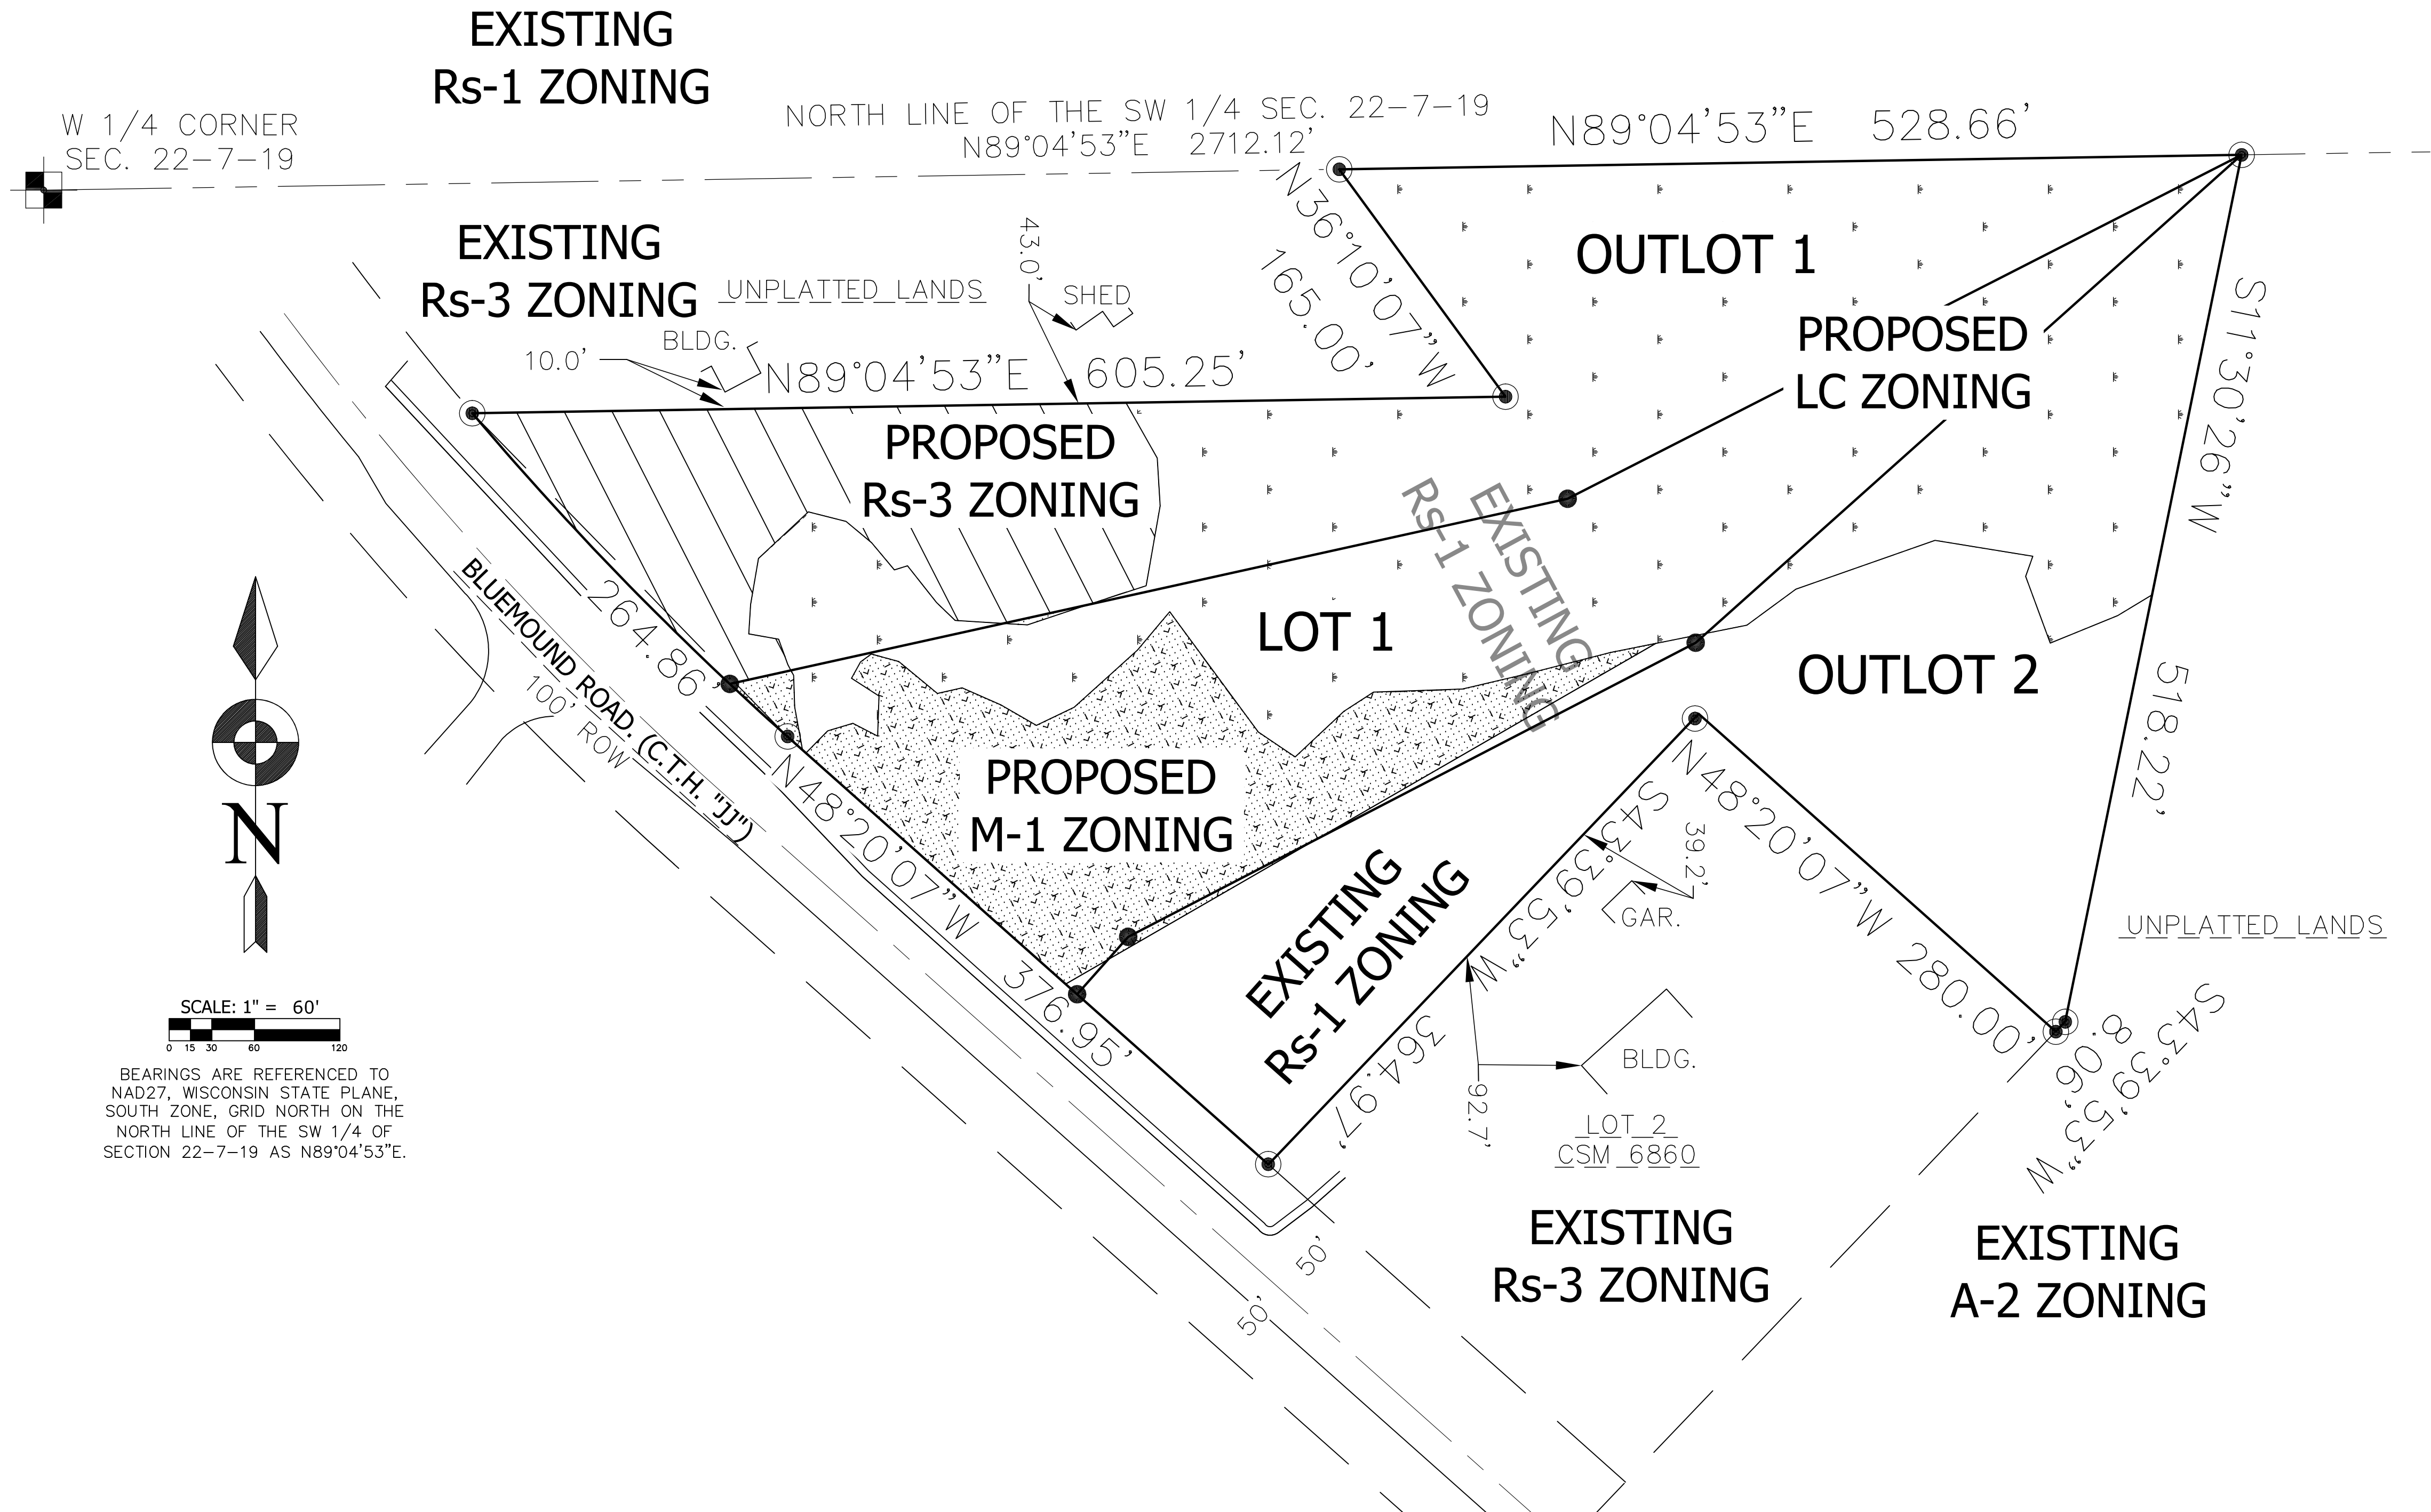 EXISTING
Rs-1 ZONING
W 1/4 CORNER
SEC. 22-7-19
NORTH LINE OF THE SW 1/4 SEC. 22-7-19
N89°04'53"E 2712.12'
N89°04'53"E 528.66'
EXISTING
Rs-3 ZONING
UNPLATTED LANDS
43.0'
SHED
BLDG.
10.0'
N89°04'53"E 605.25'
N36°10'07"W
165.00'
OUTLOT 1
PROPOSED
LC ZONING
S11°30'26"W
518.22'
PROPOSED
Rs-3 ZONING
EXISTING
Rs-1 ZONING
264.86'
BLUEMOUND ROAD. (C.T.H. "JJ")
100' ROW
LOT 1
OUTLOT 2
PROPOSED
M-1 ZONING
N48°20'07"W 376.95'
EXISTING
Rs-1 ZONING
S43°39'53"W
364.97'
39.2'
GAR.
N48°20'07"W 280.00'
UNPLATTED LANDS
S43°39'53"W
8.06'
92.7'
BLDG.
LOT 2
CSM 6860
N
SCALE: 1" = 60'
0 15 30 60 120
BEARINGS ARE REFERENCED TO
NAD27, WISCONSIN STATE PLANE,
SOUTH ZONE, GRID NORTH ON THE
NORTH LINE OF THE SW 1/4 OF
SECTION 22-7-19 AS N89°04'53"E.
50'
50'
EXISTING
Rs-3 ZONING
EXISTING
A-2 ZONING